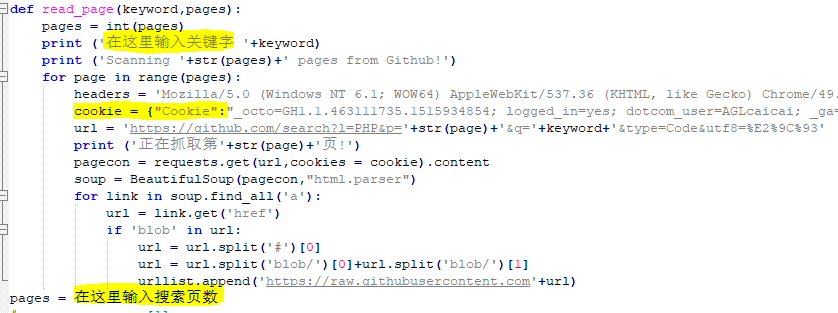 def read_page(keyword,pages):
pages = int(pages)
print ('在这里输入关键字 '+keyword)
print ('Scanning '+str(pages)+' pages from Github!')
for page in range(pages):
headers = 'Mozilla/5.0 (Windows NT 6.1; WOW64) AppleWebKit/537.36 (KHTML, like Gecko) Chrome/49.
cookie = {"Cookie":"_octo=GH1.1.463111735.1515934854; logged_in=yes; dotcom_user=AGLcaicai; _ga=
url = 'https://github.com/search?l=PHP&p='+str(page)+'&q='+keyword+'&type=Code&utf8=%E2%9C%93'
print ('正在抓取第'+str(page)+'页!')
pagecon = requests.get(url,cookies = cookie).content
soup = BeautifulSoup(pagecon,"html.parser")
for link in soup.find_all('a'):
url = link.get('href')
if 'blob' in url:
url = url.split('#')[0]
url = url.split('blob/')[0]+url.split('blob/')[1]
urllist.append('https://raw.githubusercontent.com'+url)
pages = 在这里输入搜索页数